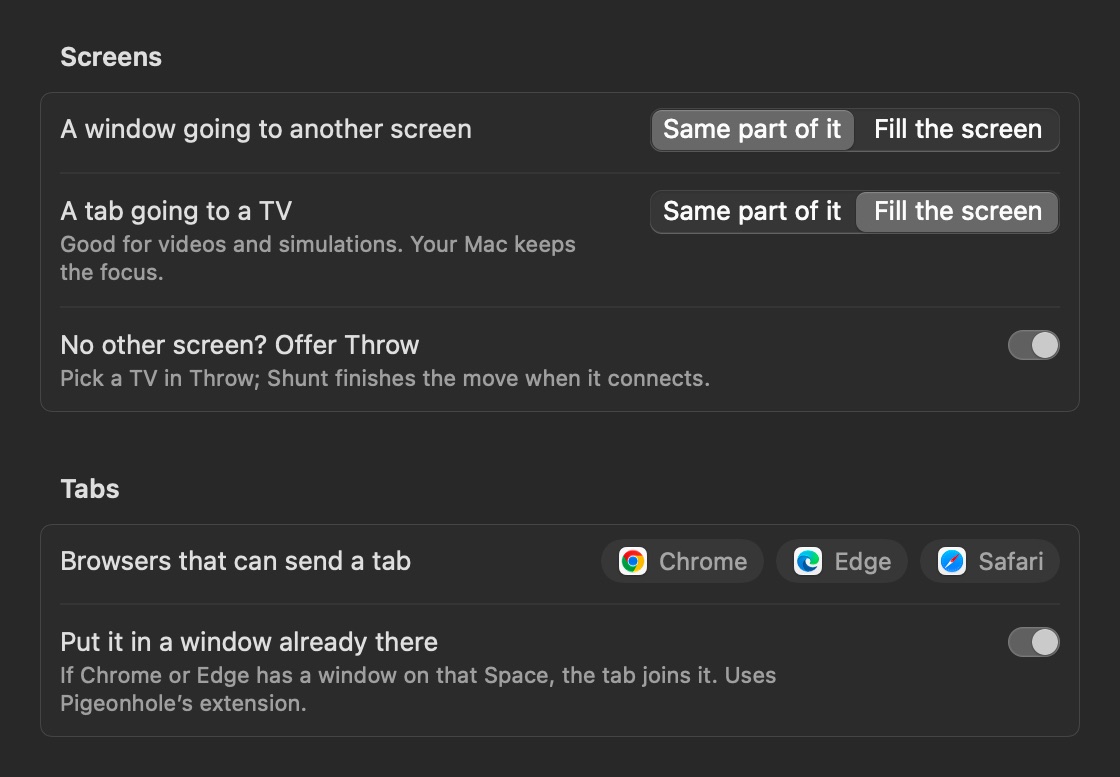 Screens
A window going to another screen
Same part of it
Fill the screen
A tab going to a TV
Same part of it
Fill the screen
Good for videos and simulations. Your Mac keeps
the focus.
No other screen? Offer Throw
Pick a TV in Throw; Shunt finishes the move when it connects.
Tabs
Browsers that can send a tab
Chrome
Edge
Safari
Put it in a window already there
If Chrome or Edge has a window on that Space, the tab joins it. Uses
Pigeonhole’s extension.